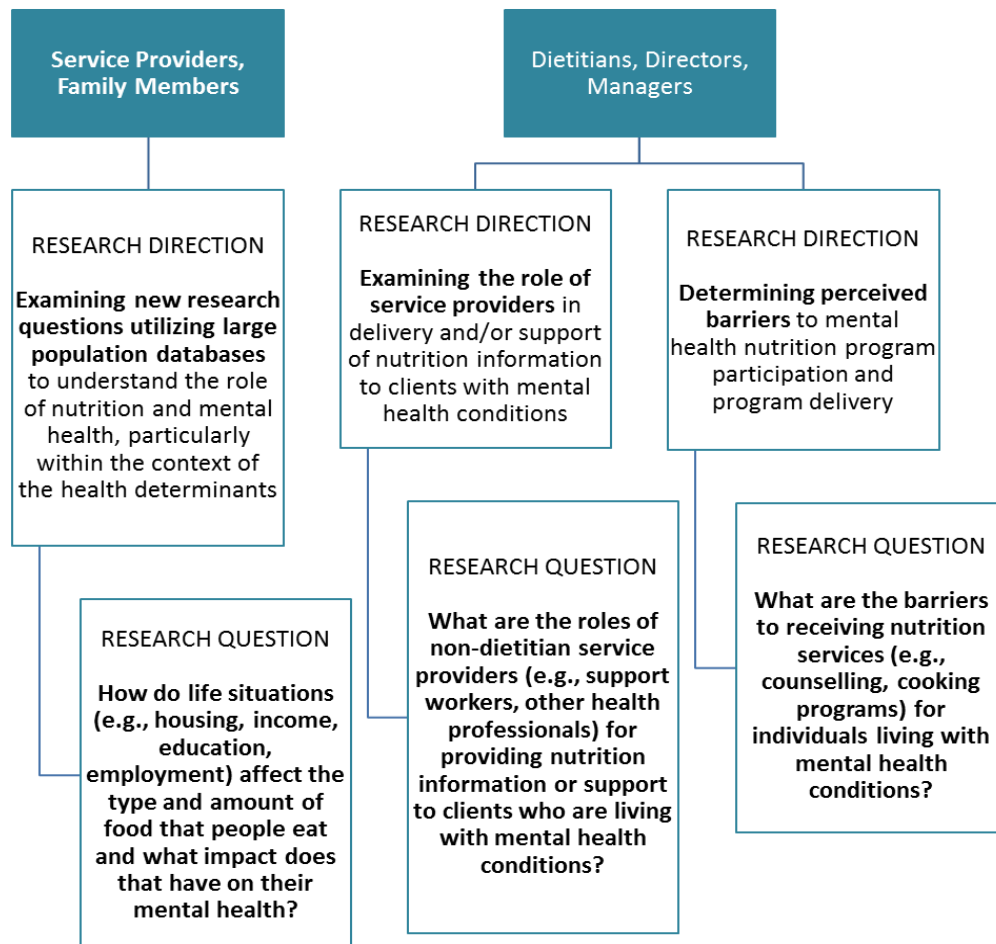 Service Providers,
Family Members
Dietitians, Directors,
Managers
RESEARCH DIRECTION
Examining new research
questions utilizing large
population databases
to understand the role
of nutrition and mental
health, particularly
within the context of
the health determinants
RESEARCH DIRECTION
Examining the role of
service providers in
delivery and/or support
of nutrition information
to clients with mental
health conditions
RESEARCH DIRECTION
Determining perceived
barriers to mental
health nutrition program
participation and
program delivery
RESEARCH QUESTION
How do life situations
(e.g., housing, income,
education,
employment) affect the
type and amount of
food that people eat
and what impact does
that have on their
mental health?
RESEARCH QUESTION
What are the roles of
non-dietitian service
providers (e.g., support
workers, other health
professionals) for
providing nutrition
information or support
to clients who are living
with mental health
conditions?
RESEARCH QUESTION
What are the barriers
to receiving nutrition
services (e.g.,
counselling, cooking
programs) for
individuals living with
mental health
conditions?